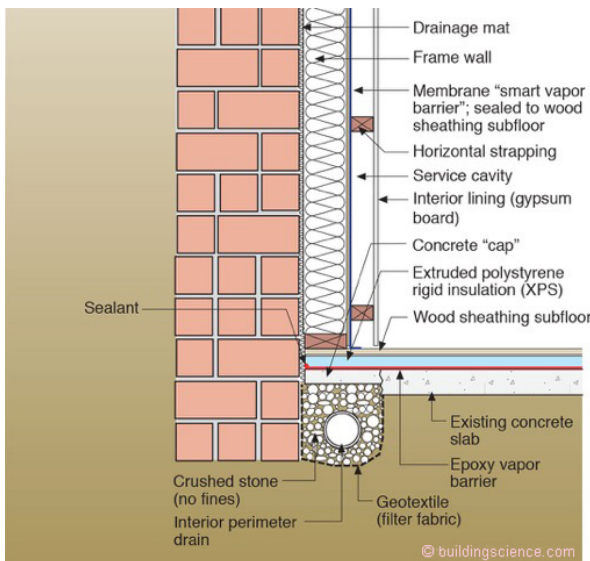 Drainage mat
Frame wall
Membrane “smart vapor
barrier”; sealed to wood
sheathing subfloor
Horizontal strapping
Service cavity
Interior lining (gypsum
board)
Concrete “cap”
Extruded polystyrene
rigid insulation (XPS)
Sealant
Wood sheathing subfloor
Existing concrete
slab
Epoxy vapor
barrier
Crushed stone
(no fines)
Geotextile
(filter fabric)
Interior perimeter
drain
© buildingscience.com